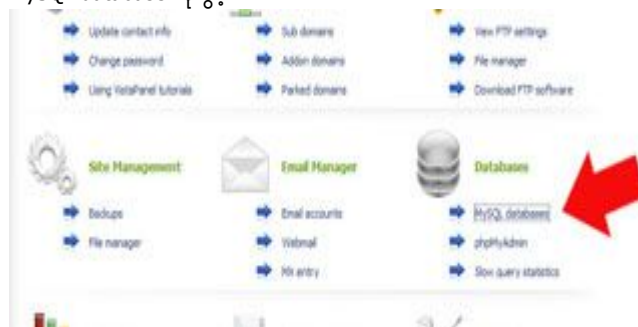 Update contact info
Sub domains
View FTP settings
Change password
Addon domains
File manager
Using VistaPanel tutorials
Parked domains
Download FTP software
Site Management
Email Manager
Databases
Backups
Email accounts
MySQL databases
File manager
Webmail
phpMyAdmin
MX entry
Slow query statistics